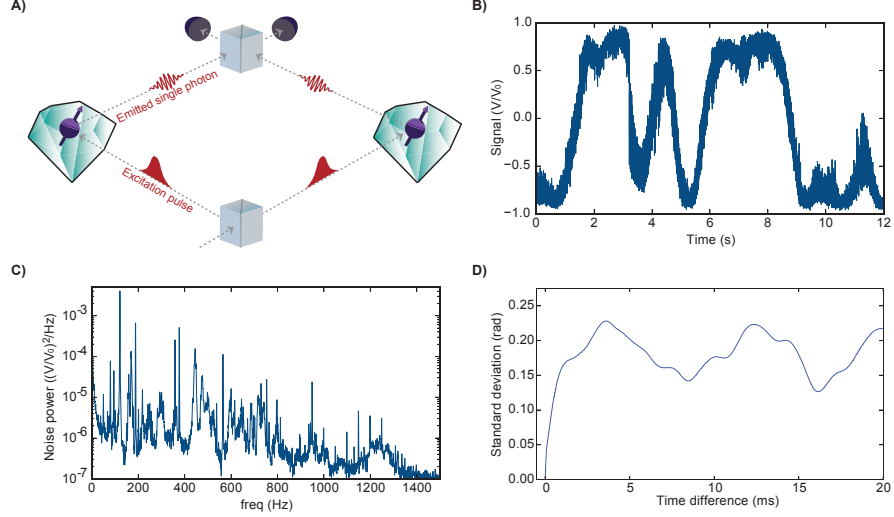 A)
Emitted single photon
Excitation pulse
B)
Signal (V/V₀)
1.0
0.5
0.0
−0.5
−1.0
0 2 4 6 8 10 12
Time (s)
C)
Noise power ((V/V₀)²/Hz)
10⁻³
10⁻⁴
10⁻⁵
10⁻⁶
10⁻⁷
0 200 400 600 800 1000 1200 1400
freq (Hz)
D)
Standard deviation (rad)
0.25
0.20
0.15
0.10
0.05
0.00
0 5 10 15 20
Time difference (ms)